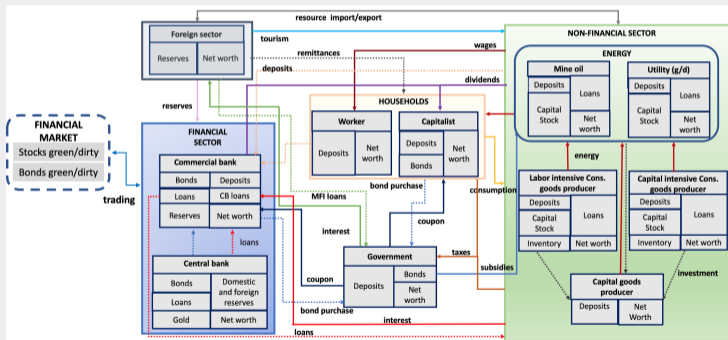 resource import/export
Foreign sector
Reserves
Net worth
tourism
remittances
deposits
wages
dividends
reserves
NON-FINANCIAL SECTOR
ENERGY
Mine oil
Deposits
Capital
Stock
Loans
Net
worth
Utility (g/d)
Deposits
Capital
Stock
Loans
Net
worth
HOUSEHOLDS
Worker
Deposits
Net
worth
Capitalist
Deposits
Bonds
Net
worth
FINANCIAL
MARKET
Stocks green/dirty
Bonds green/dirty
trading
FINANCIAL
SECTOR
Commercial bank
Bonds
Deposits
Loans
CB loans
Reserves
Net worth
loans
Central bank
Bonds
Domestic
and foreign
reserves
Loans
Gold
Net worth
bond purchase
MFI loans
coupon
interest
consumption
energy
Labor intensive Cons.
goods producer
Deposits
Capital
Stock
Loans
Inventory
Net worth
Capital intensive Cons.
goods producer
Deposits
Capital
Stock
Loans
Inventory
Net worth
Government
Deposits
Bonds
Net
worth
taxes
subsidies
coupon
bond purchase
investment
Capital goods
producer
Deposits
Net
Worth
interest
loans